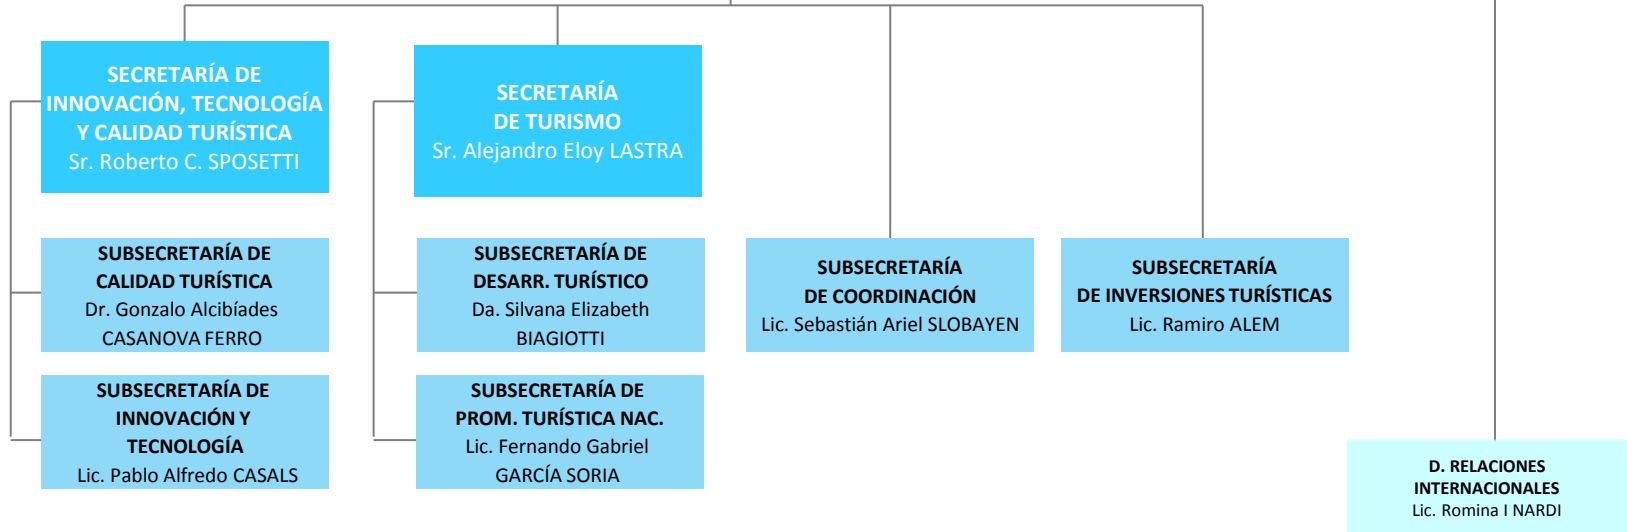 SECRETARÍA DE
INNOVACIÓN, TECNOLOGÍA
Y CALIDAD TURÍSTICA
Sr. Roberto C. SPOSETTI
SECRETARÍA
DE TURISMO
Sr. Alejandro Eloy LASTRA
SUBSECRETARÍA DE
CALIDAD TURÍSTICA
Dr. Gonzalo Alcibíades
CASANOVA FERRO
SUBSECRETARÍA DE
DESARR. TURÍSTICO
Da. Silvana Elizabeth
BIAGIOTTI
SUBSECRETARÍA
DE COORDINACIÓN
Lic. Sebastián Ariel SLOBAYEN
SUBSECRETARÍA
DE INVERSIONES TURÍSTICAS
Lic. Ramiro ALEM
SUBSECRETARÍA DE
INNOVACIÓN Y
TECNOLOGÍA
Lic. Pablo Alfredo CASALS
SUBSECRETARÍA DE
PROM. TURÍSTICA NAC.
Lic. Fernando Gabriel
GARCÍA SORIA
D. RELACIONES
INTERNACIONALES
Lic. Romina I NARDI